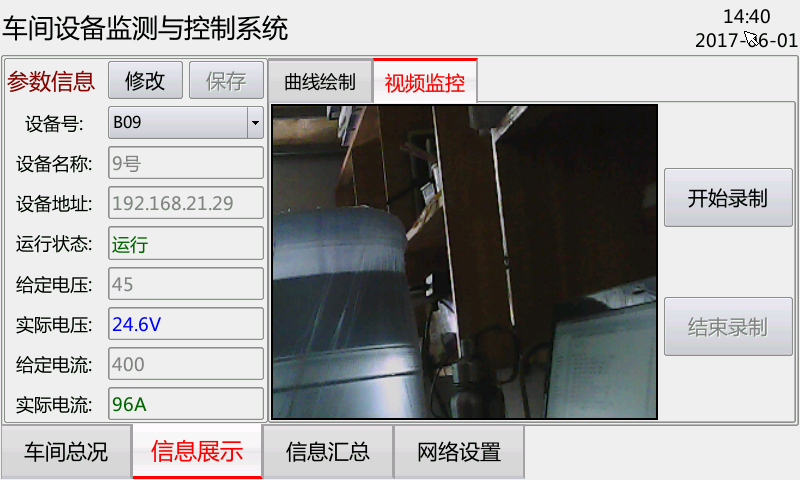 车间设备监测与控制系统
14:40
2017-06-01
参数信息 修改 保存
曲线绘制 视频监控
设备号: B09
设备名称: 9号
设备地址: 192.168.21.29
运行状态: 运行
给定电压: 45
实际电压: 24.6V
给定电流: 400
实际电流: 96A
开始录制
结束录制
车间总况 信息展示 信息汇总 网络设置